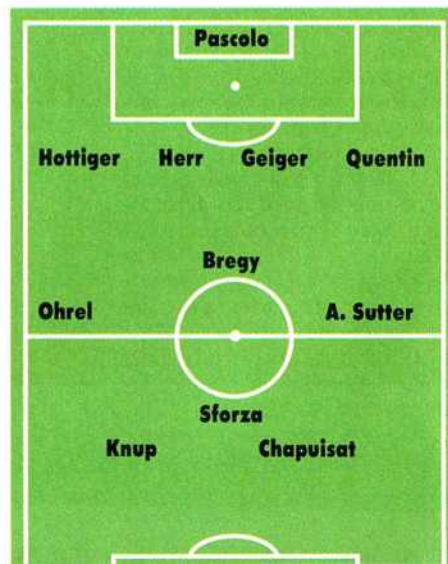 Pascolo
Hottiger Herr Geiger Quentin
Bregy
Ohrel A. Sutter
Sforza
Knup Chapuisat